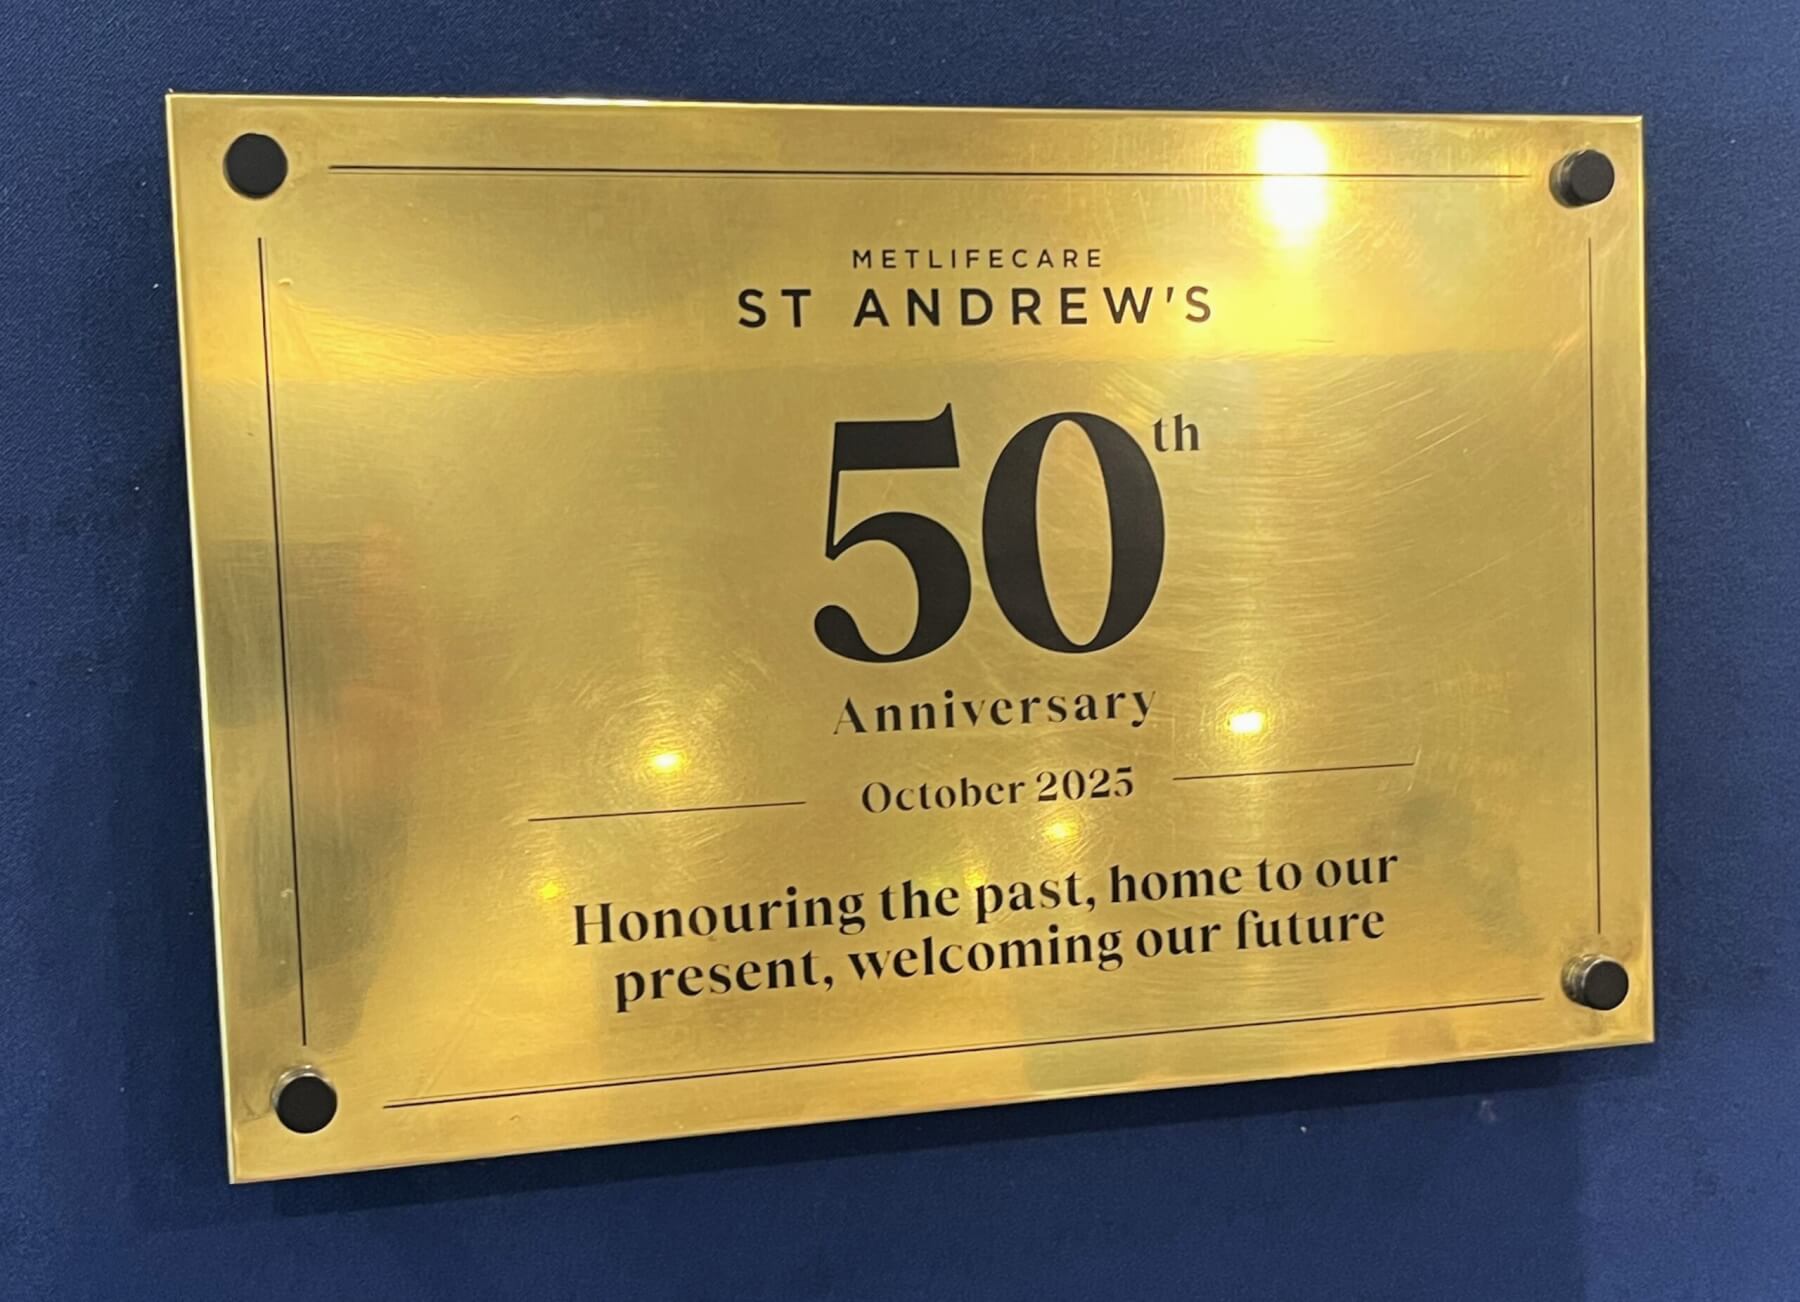 METLIFECARE
ST ANDREW'S
50th
Anniversary
October 2025
Honouring the past, home to our
present, welcoming our future